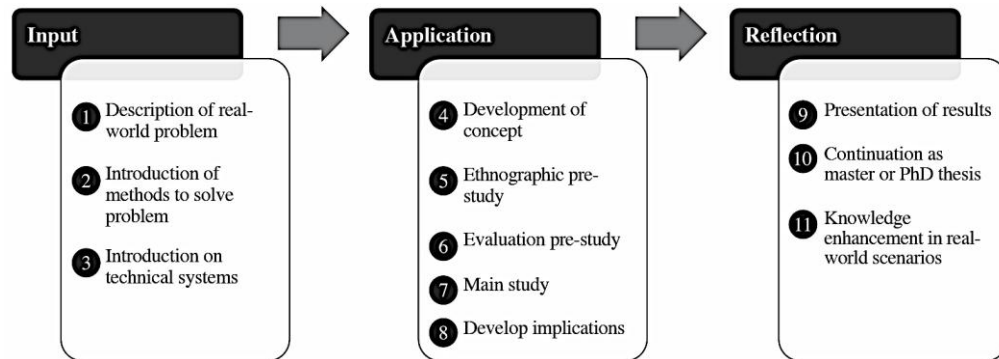 Input
1 Description of real-
world problem
2 Introduction of
methods to solve
problem
3 Introduction on
technical systems
Application
4 Development of
concept
5 Ethnographic pre-
study
6 Evaluation pre-study
7 Main study
8 Develop implications
Reflection
9 Presentation of results
10 Continuation as
master or PhD thesis
11 Knowledge
enhancement in real-
world scenarios